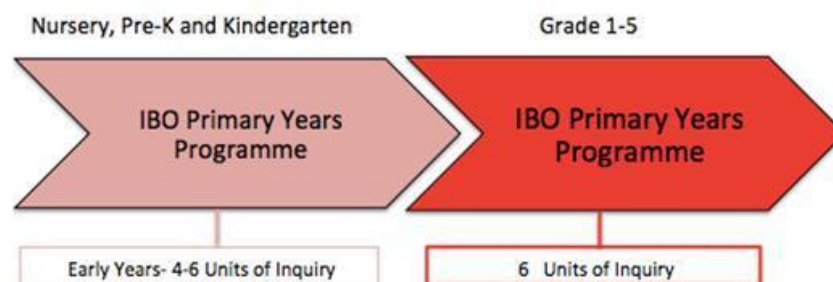 Nursery, Pre-K and Kindergarten
IBO Primary Years
Programme
Early Years- 4-6 Units of Inquiry
Grade 1-5
IBO Primary Years
Programme
6 Units of Inquiry